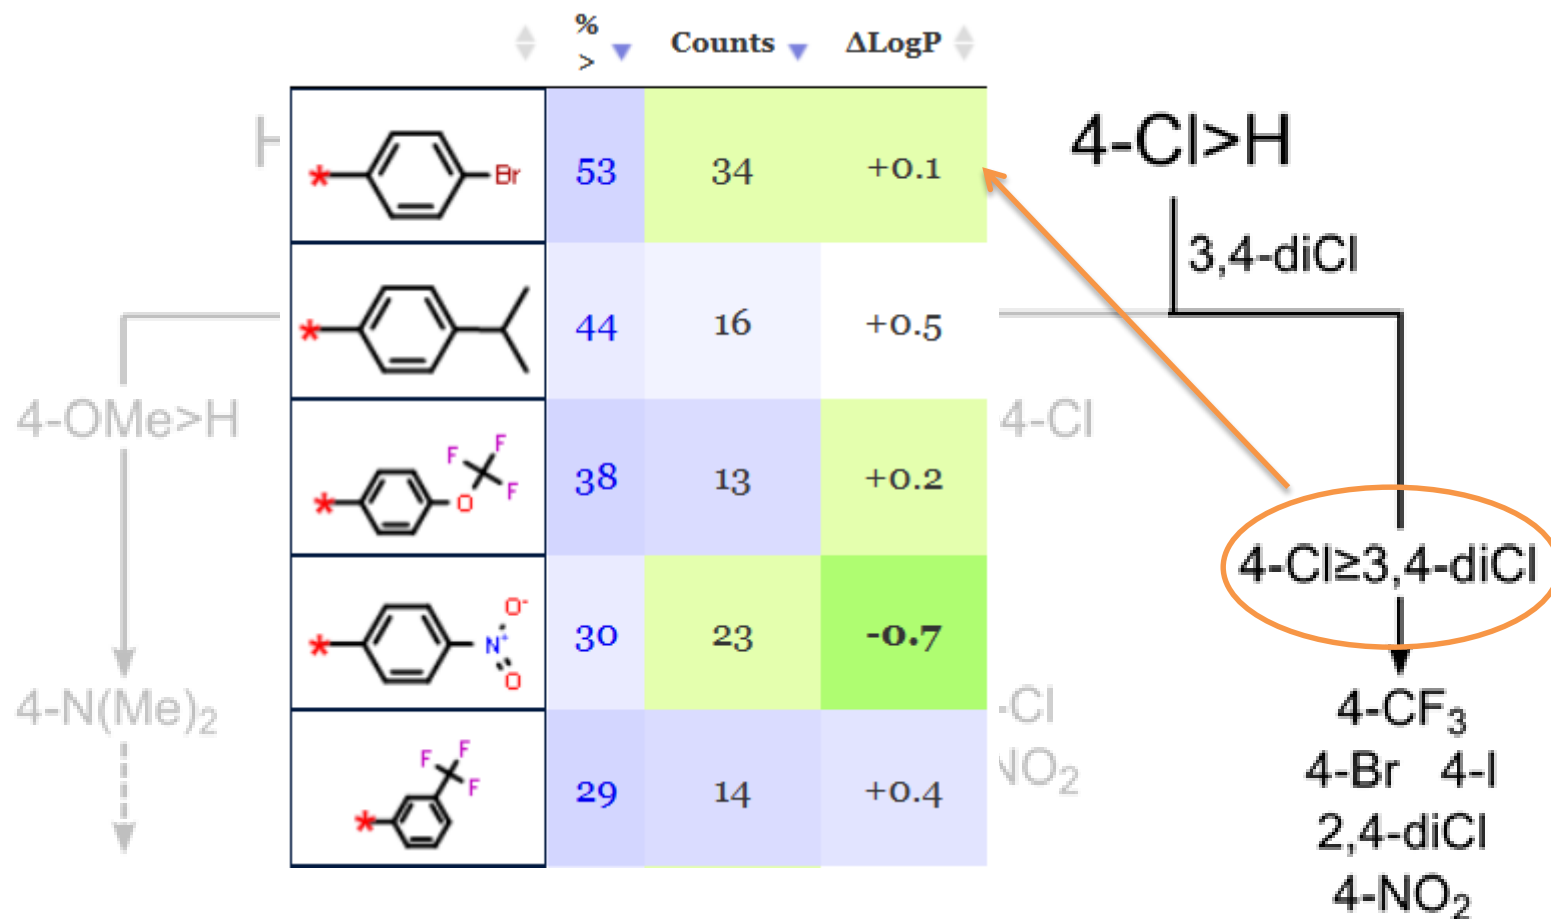 %
>
Counts
ΔLogP
* Br
53
34
+0.1
*
44
16
+0.5
* O F F F
38
13
+0.2
* N+ O- O
30
23
-0.7
* F F F
29
14
+0.4
H
4-OMe>H
4-N(Me)2
4-Cl
-Cl
NO2
4-Cl>H
3,4-diCl
4-Cl≥3,4-diCl
4-CF3
4-Br 4-I
2,4-diCl
4-NO2